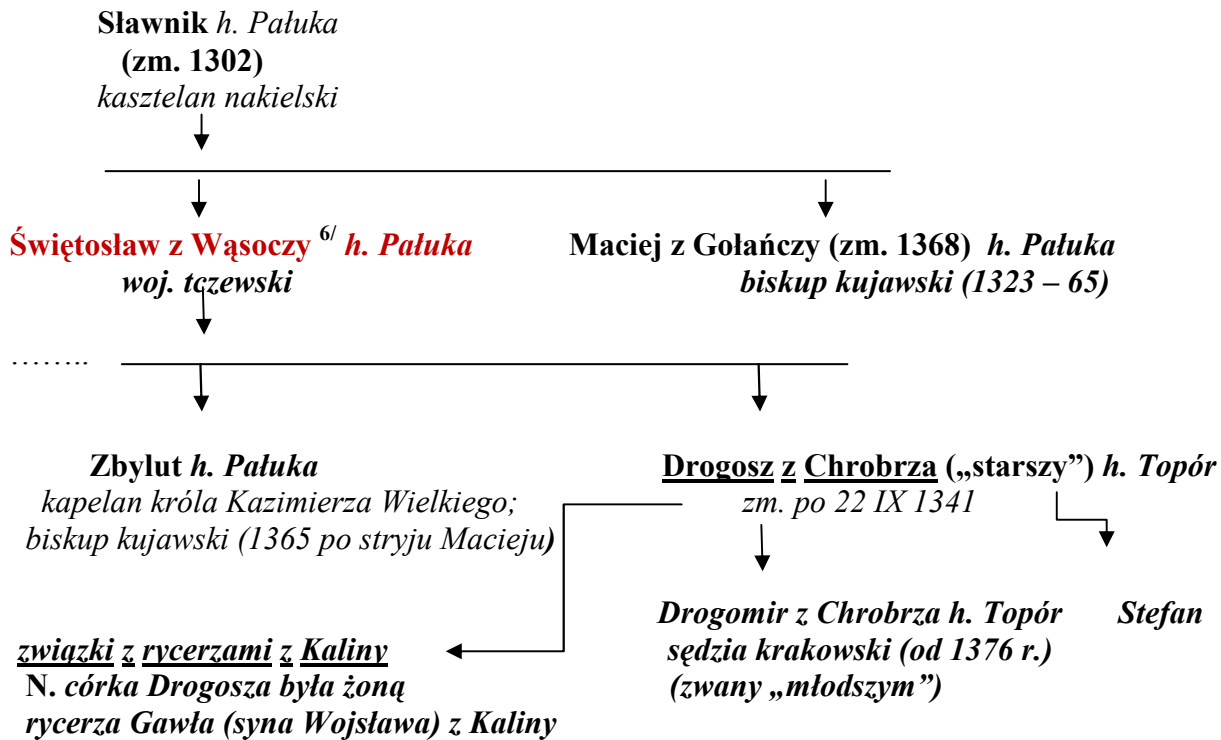 Sławnik h. Pałuka
(zm. 1302)
kasztelan nakielski
Świętosław z Wąsoczy 6/ h. Pałuka
woj. tczewski
Maciej z Gołańczy (zm. 1368) h. Pałuka
biskup kujawski (1323 – 65)
……..
Zbylut h. Pałuka
kapelan króla Kazimierza Wielkiego;
biskup kujawski (1365 po stryju Macieju)
Drogosz z Chrobrza („starszy”) h. Topór
zm. po 22 IX 1341
Drogomir z Chrobrza h. Topór
sędzia krakowski (od 1376 r.)
(zwany „młodszym”)
Stefan
związki z rycerzami z Kaliny
N. córka Drogosza była żoną
rycerza Gawła (syna Wojsława) z Kaliny